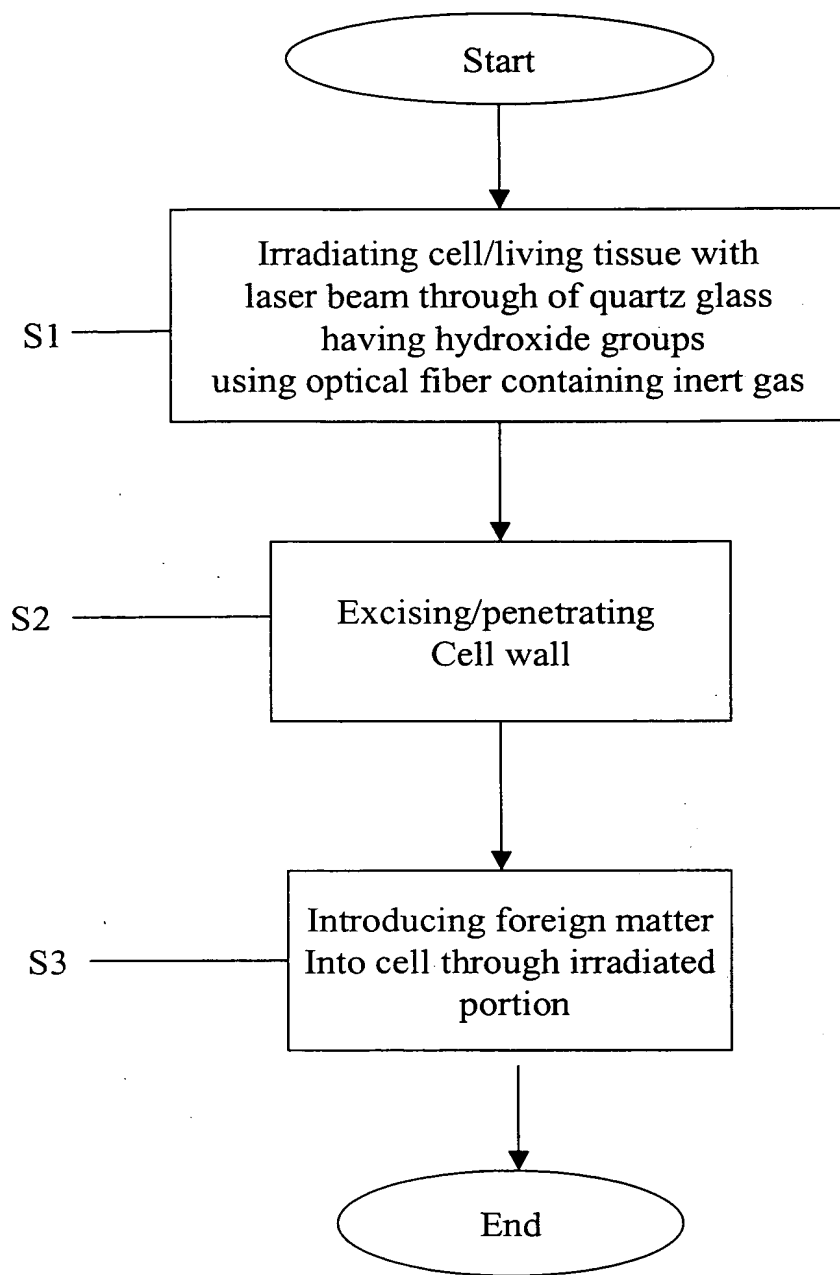 Start
Irradiating cell/living tissue with
laser beam through of quartz glass
having hydroxide groups
using optical fiber containing inert gas
S1
Excising/penetrating
Cell wall
S2
Introducing foreign matter
Into cell through irradiated
portion
S3
End